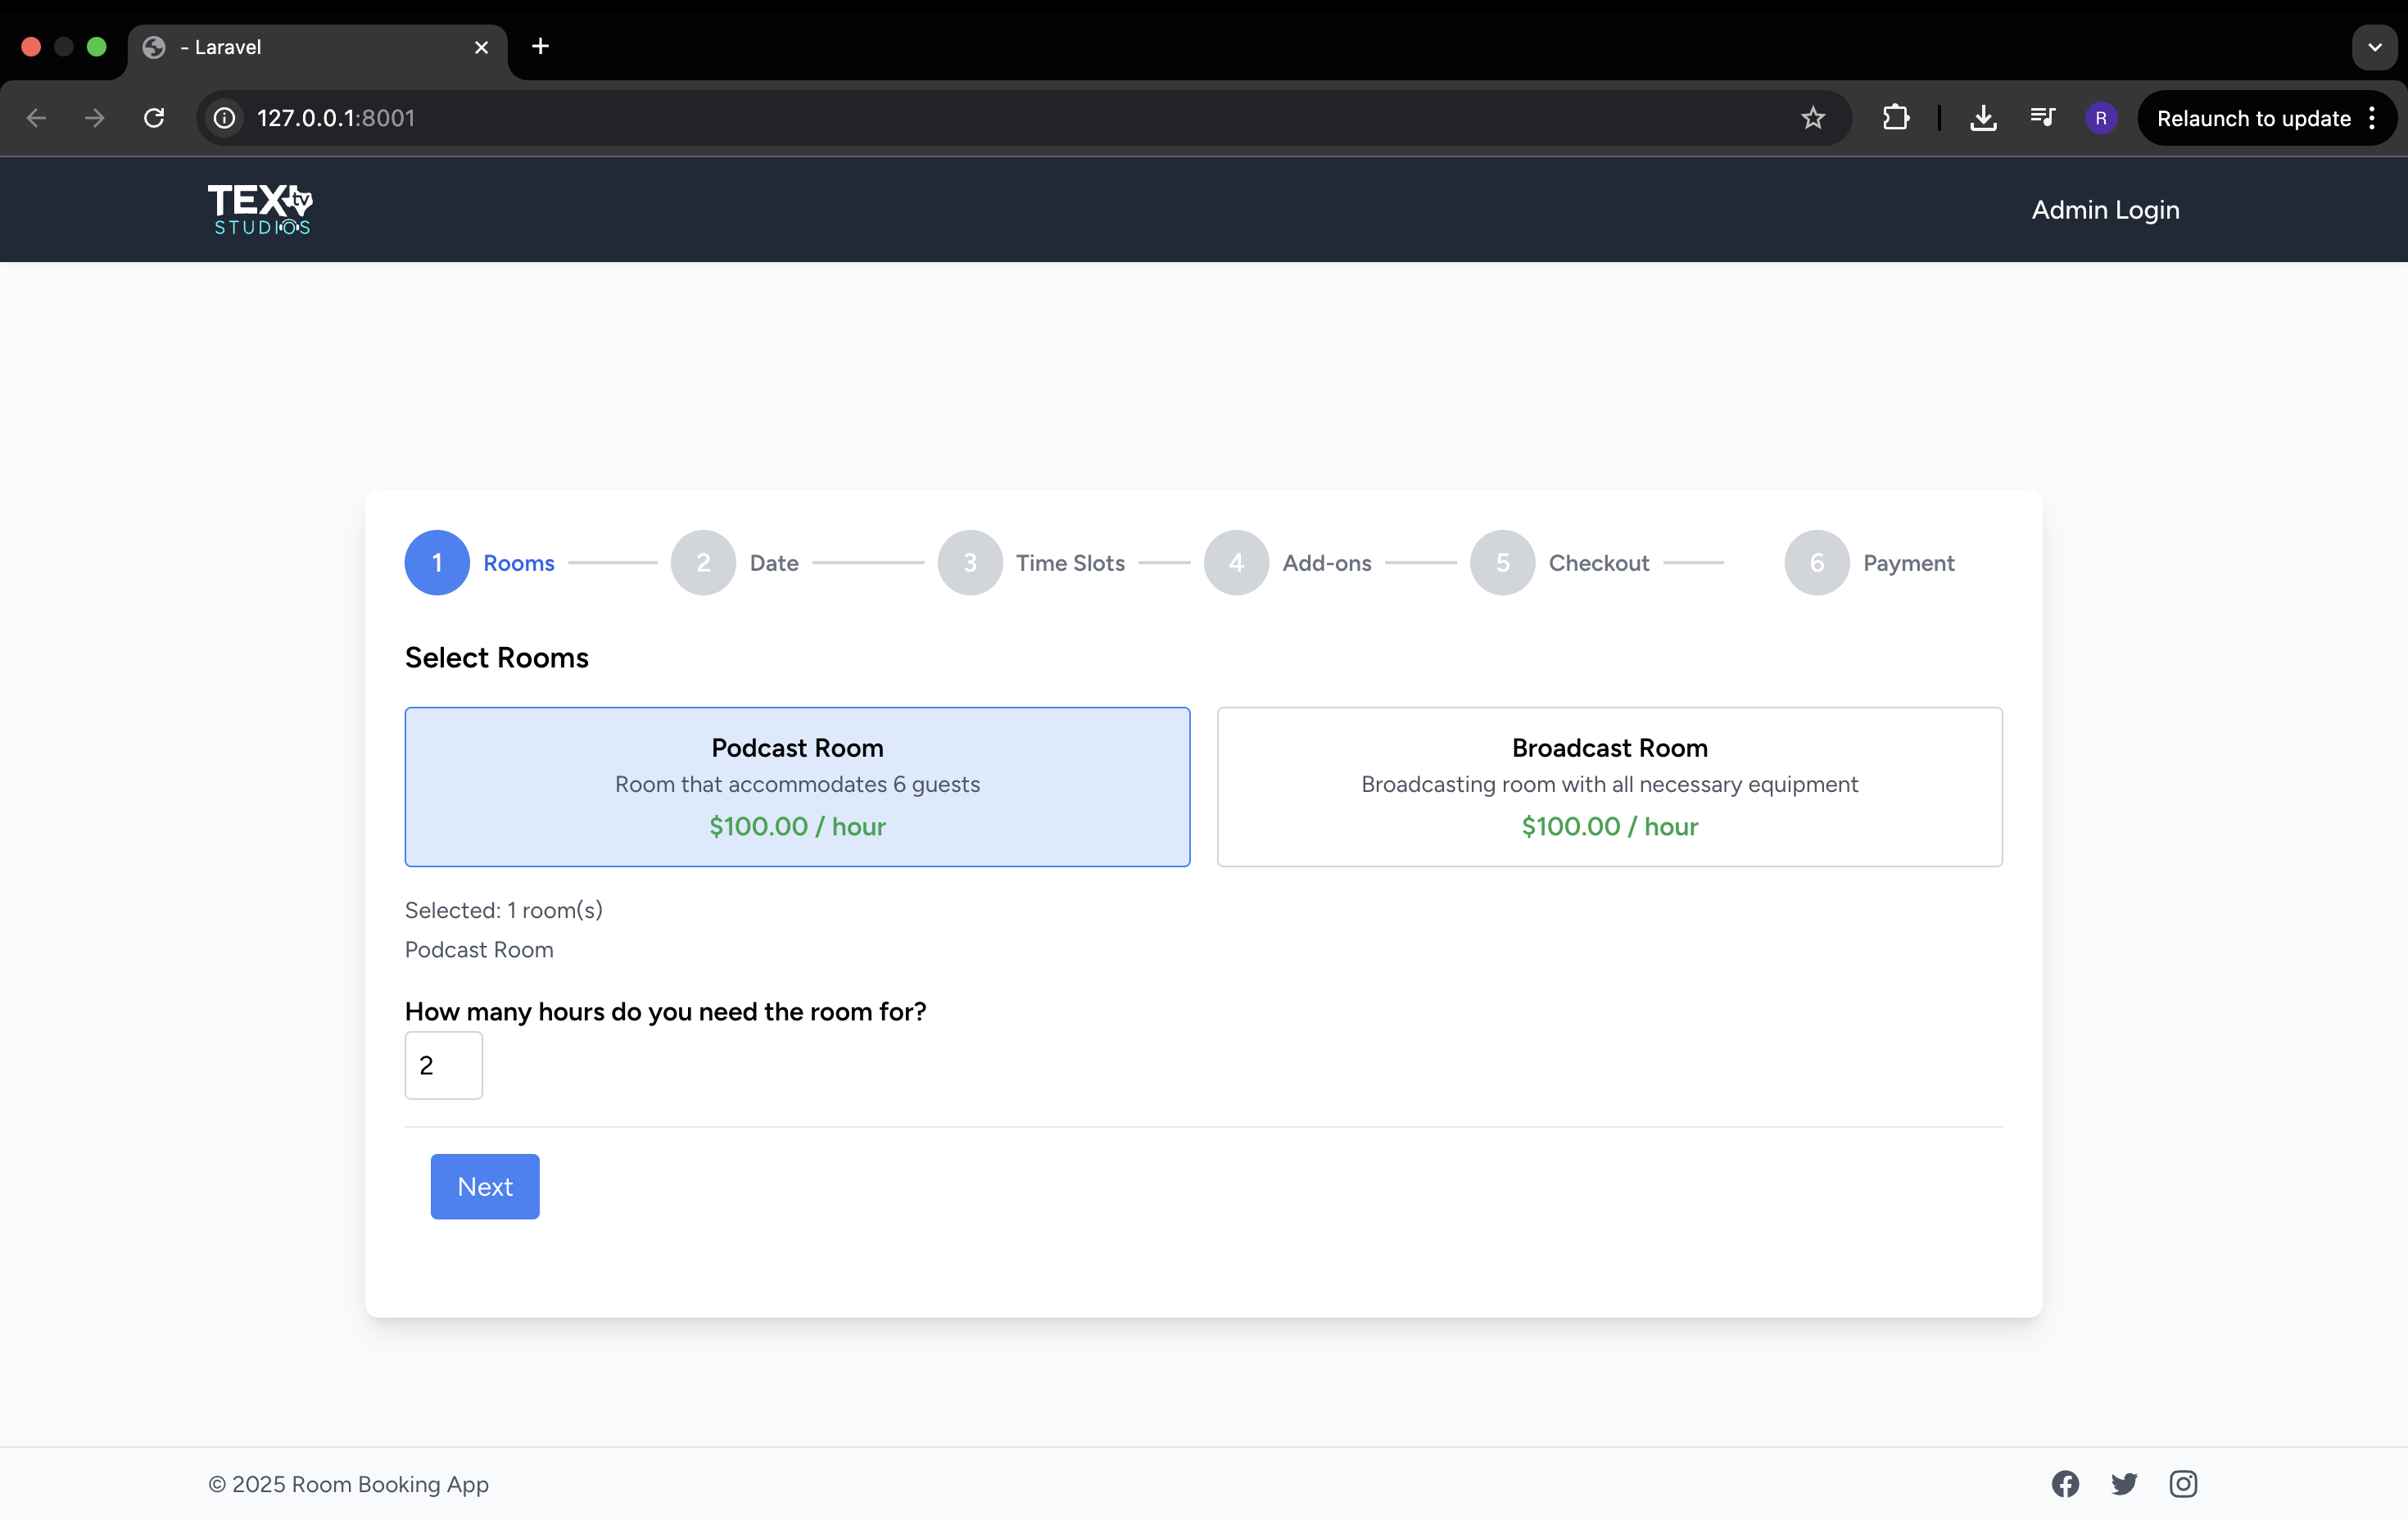 - Laravel
127.0.0.1:8001
R
Relaunch to update
TEXtv
STUDIOS
Admin Login
1 Rooms 2 Date 3 Time Slots 4 Add-ons 5 Checkout 6 Payment
Select Rooms
Podcast Room
Room that accommodates 6 guests
$100.00 / hour
Broadcast Room
Broadcasting room with all necessary equipment
$100.00 / hour
Selected: 1 room(s)
Podcast Room
How many hours do you need the room for?
2
Next
© 2025 Room Booking App